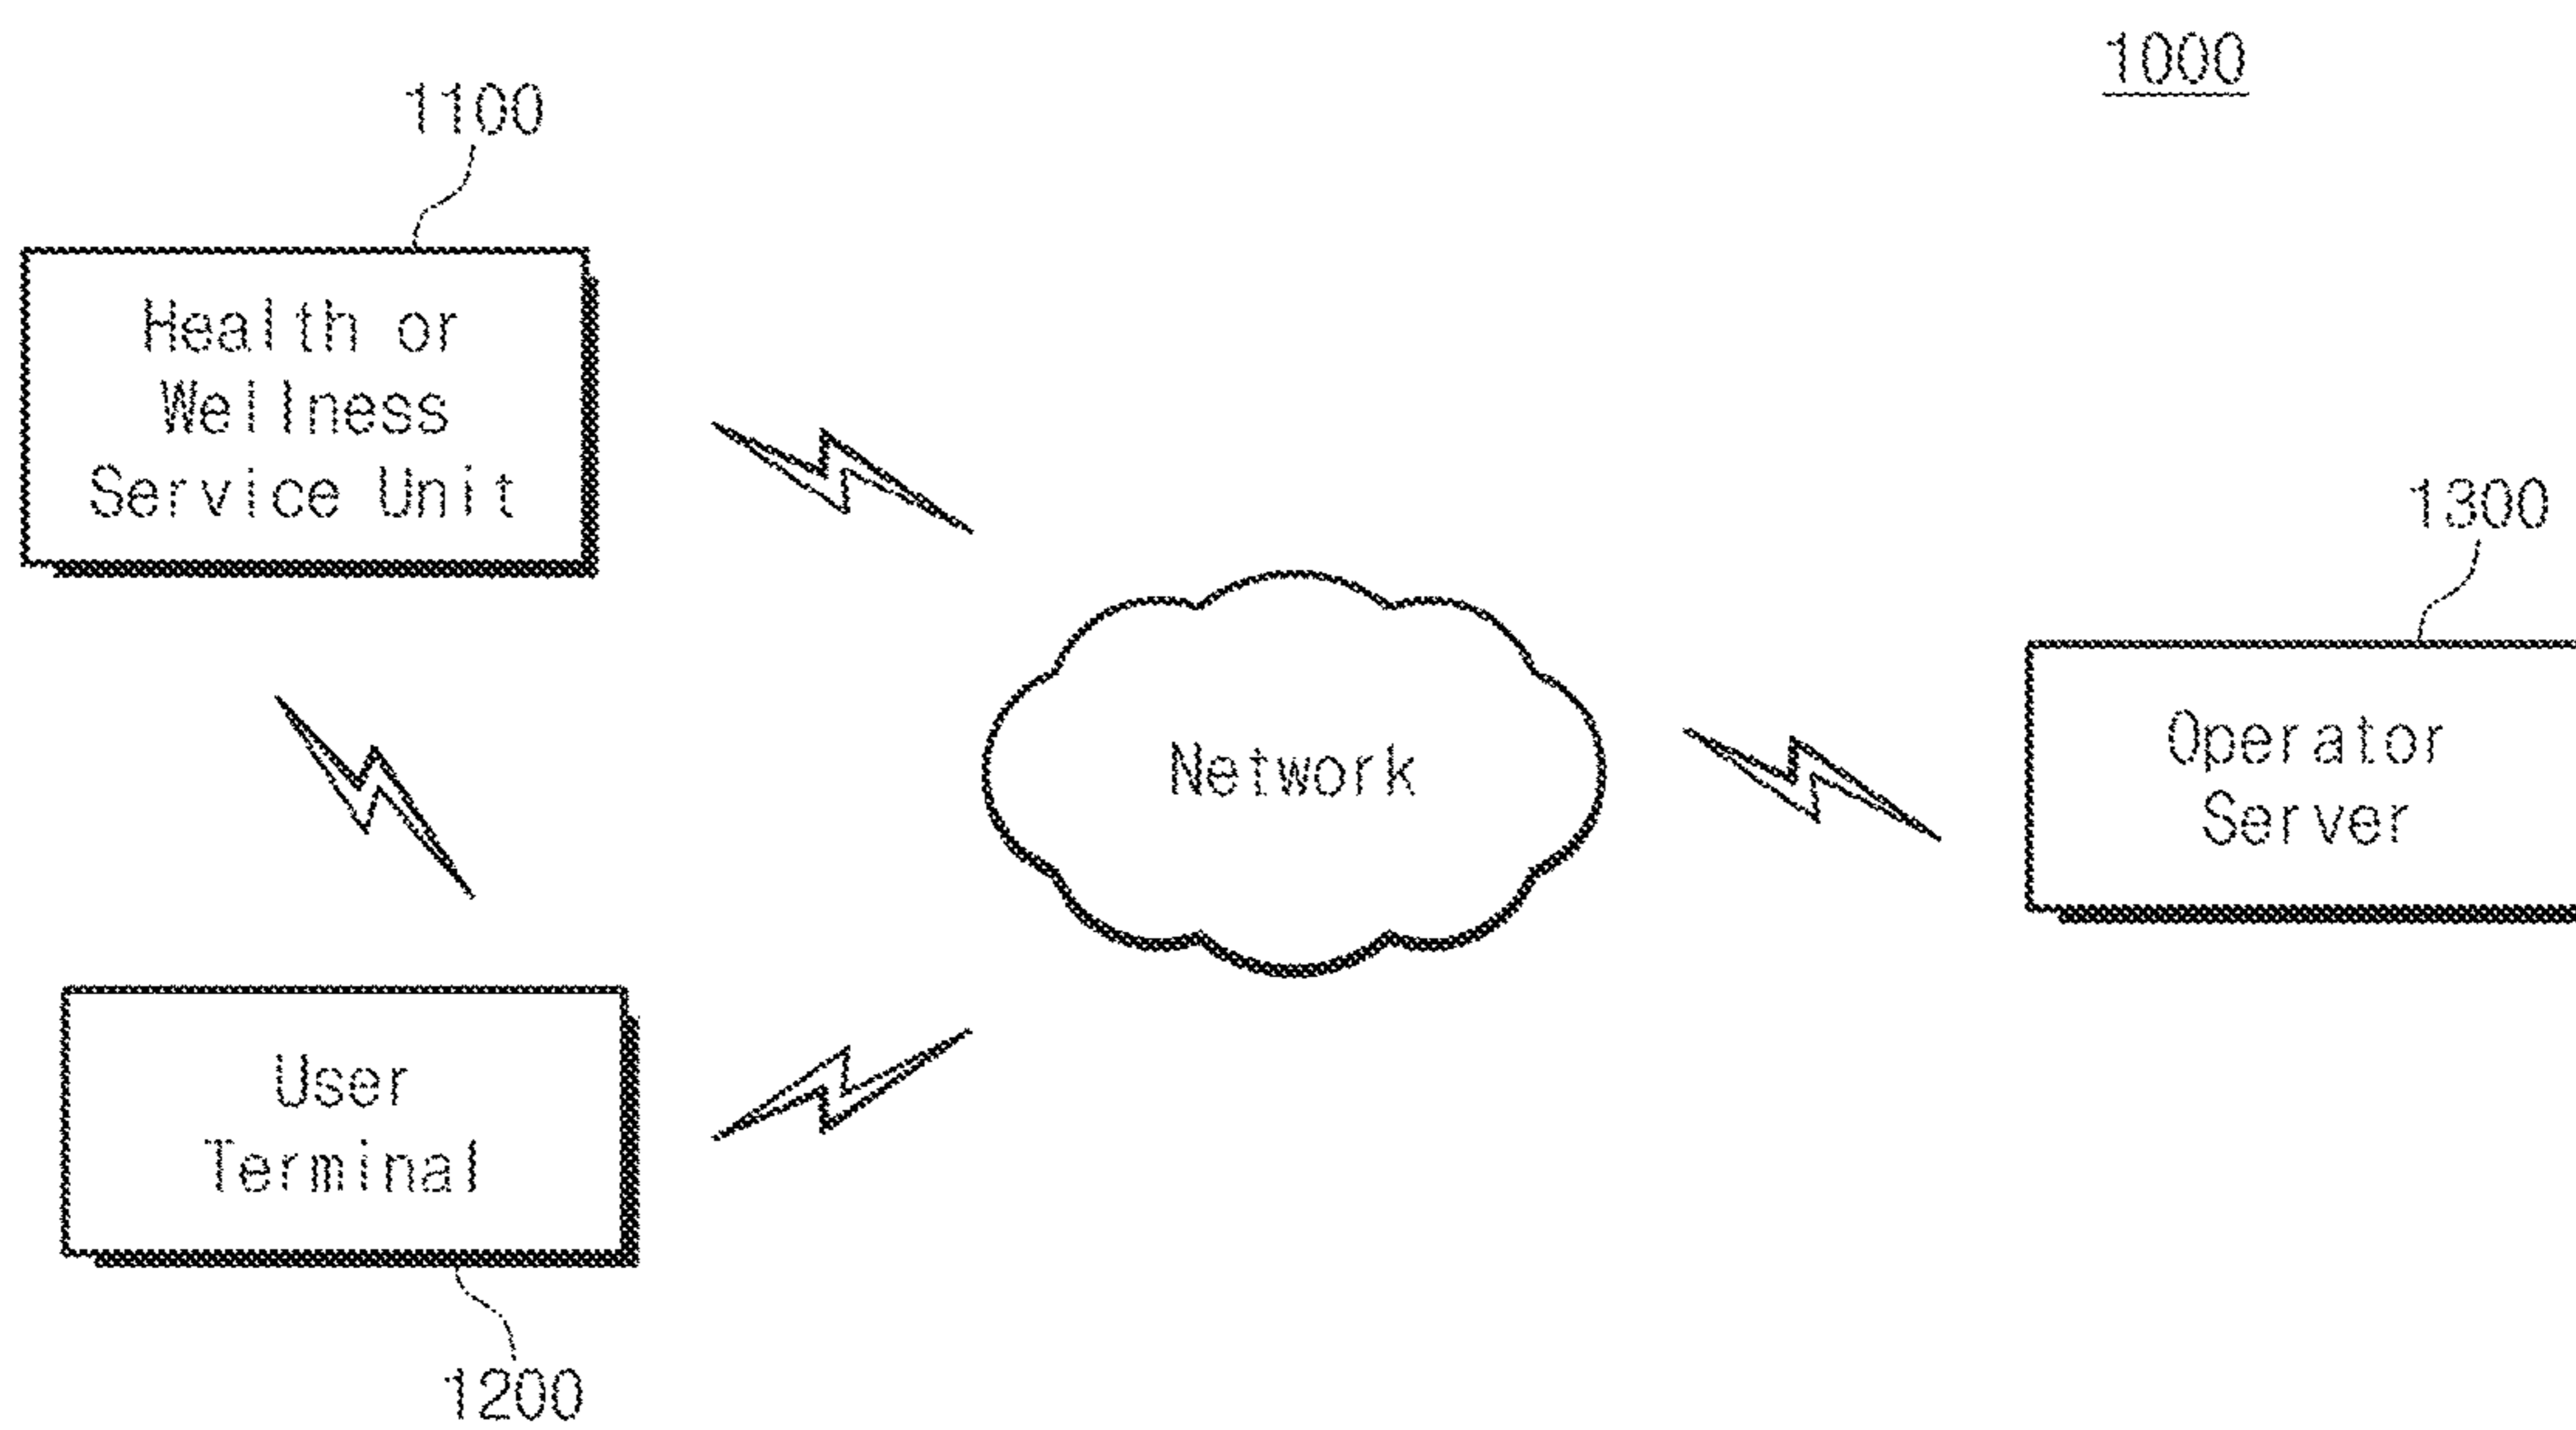 1000
1100
Health or
Wellness
Service Unit
1300
Network
Operator
Server
User
Terminal
1200